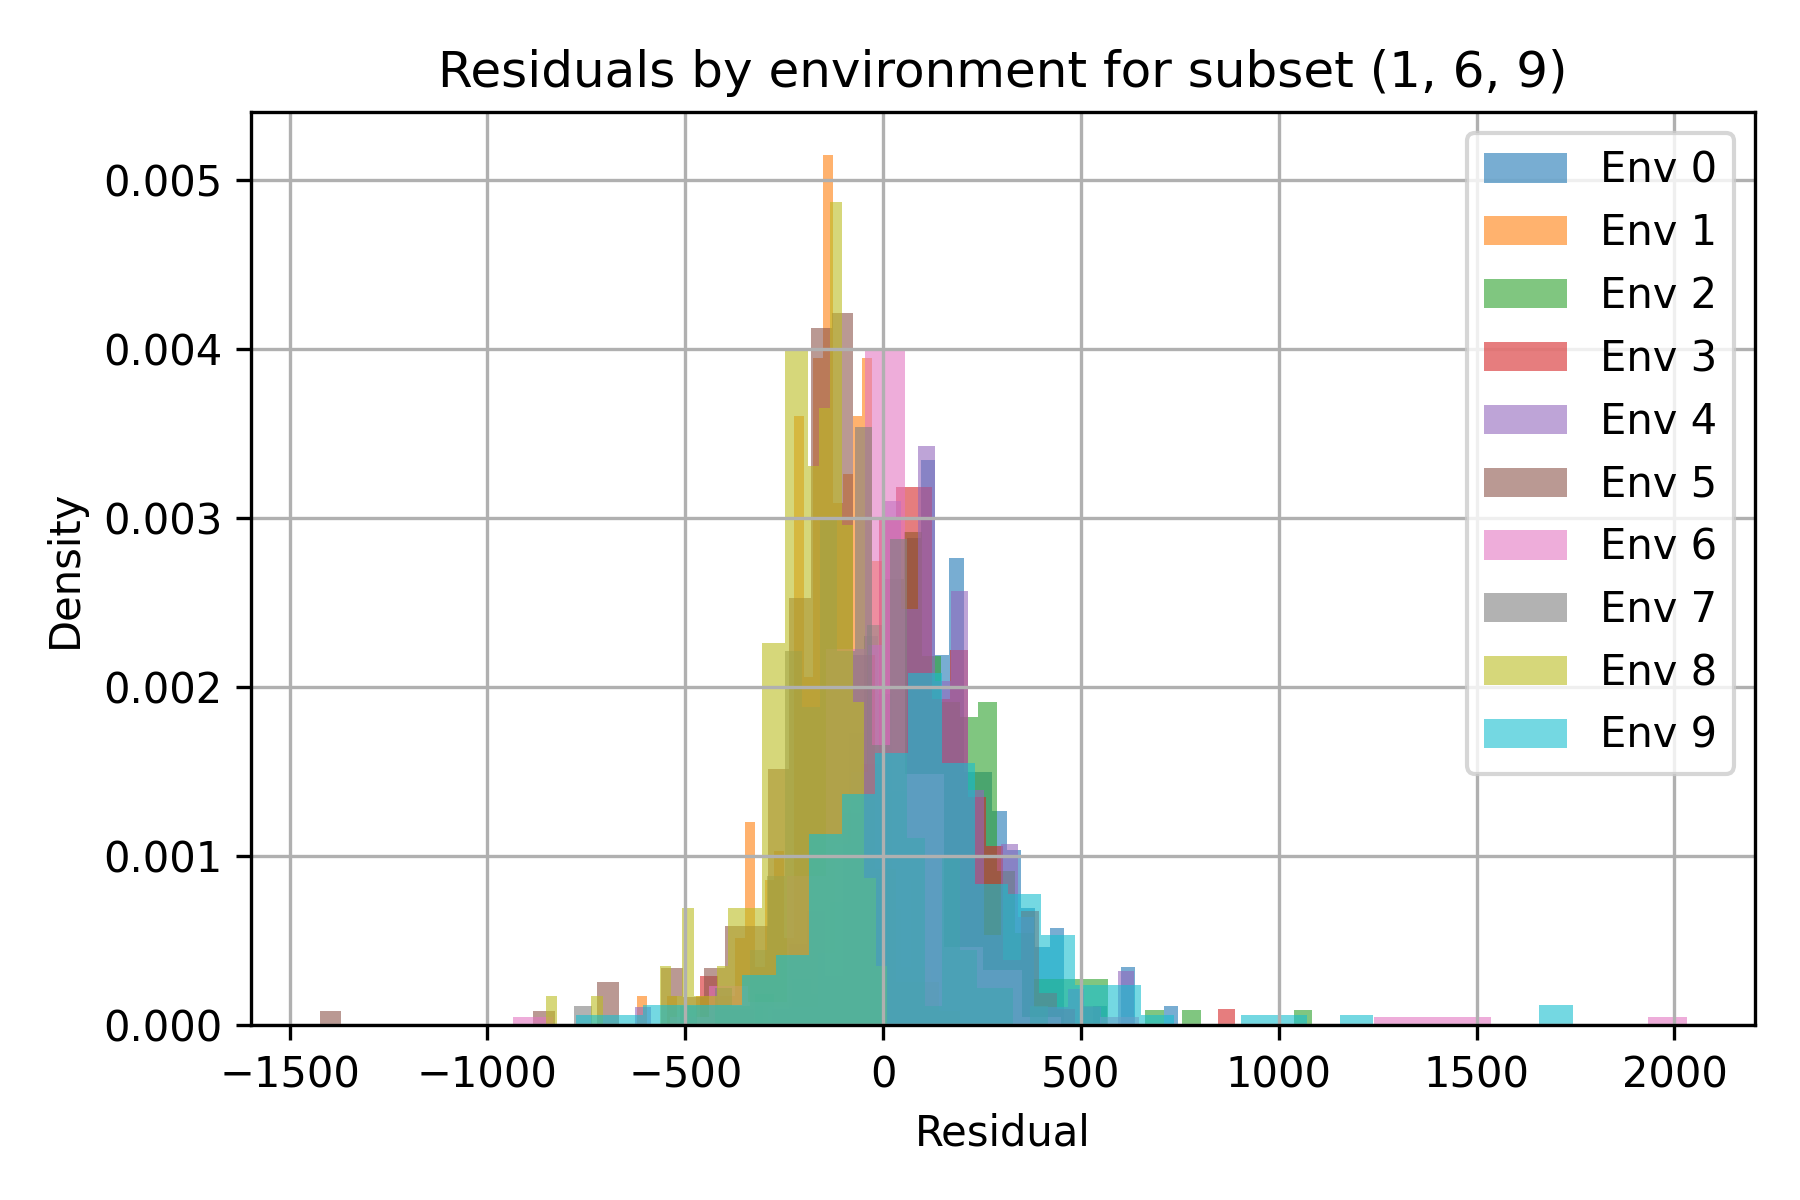 Residuals by environment for subset (1, 6, 9)
Density
0.005
0.004
0.003
0.002
0.001
0.000
−1500
−1000
−500
0
500
1000
1500
2000
Residual
Env 0
Env 1
Env 2
Env 3
Env 4
Env 5
Env 6
Env 7
Env 8
Env 9